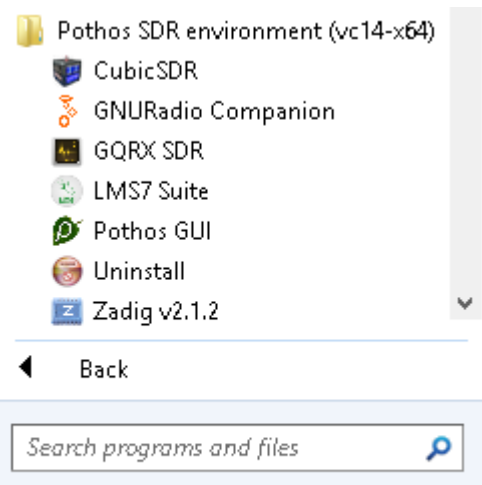 Pothos SDR environment (vc14-x64)
CubicSDR
GNURadio Companion
GQRX SDR
LMS7 Suite
Pothos GUI
Uninstall
Zadig v2.1.2
Back
Search programs and files